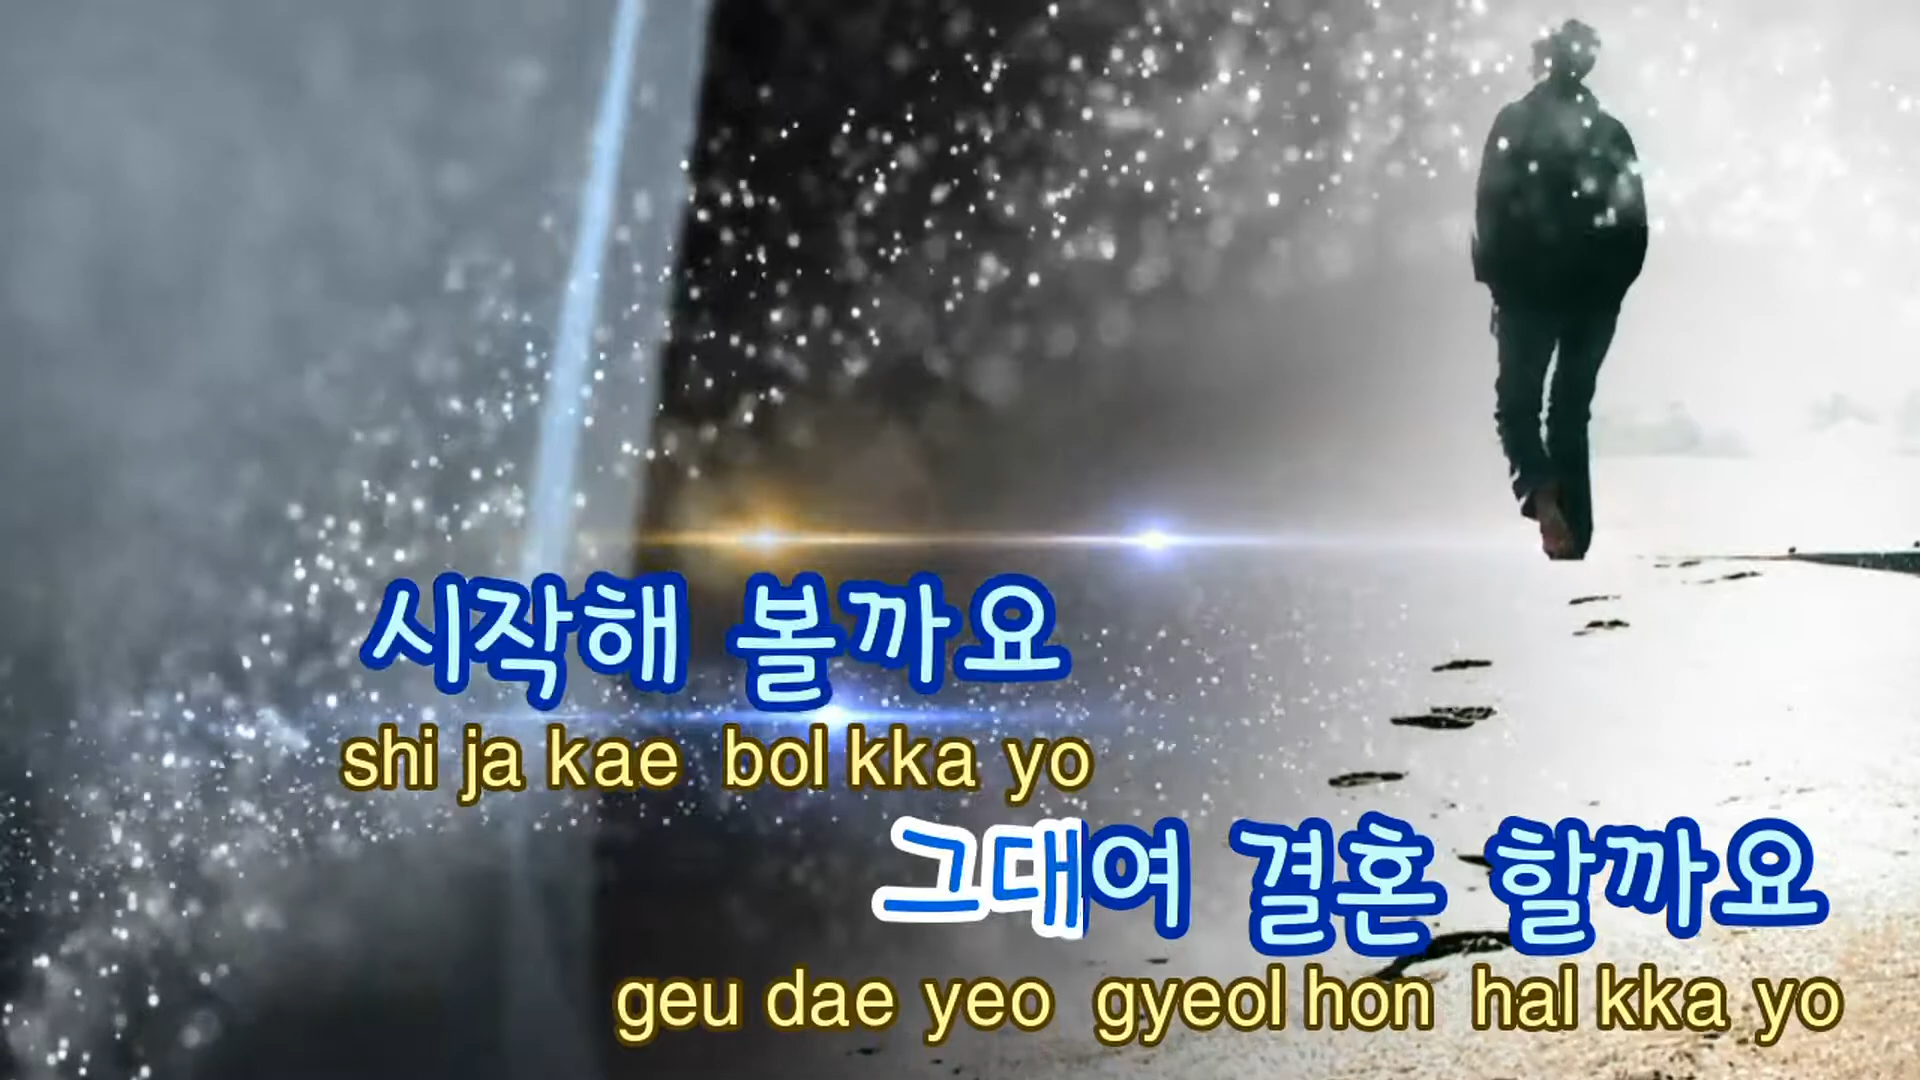 시작해 볼까요
shi ja kae bol kka yo
그대여 결혼 할까요
geu dae yeo gyeol hon hal kka yo